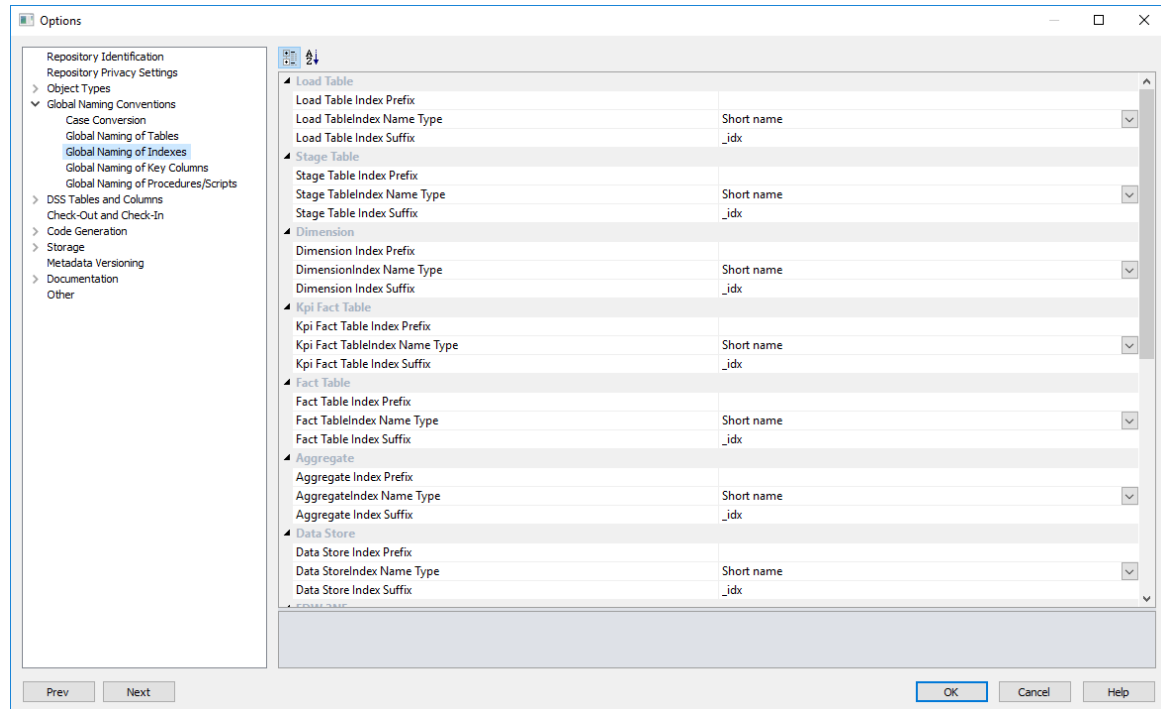 Options
Repository Identification
Repository Privacy Settings
Object Types
Global Naming Conventions
Case Conversion
Global Naming of Tables
Global Naming of Indexes
Global Naming of Key Columns
Global Naming of Procedures/Scripts
DSS Tables and Columns
Check-Out and Check-In
Code Generation
Storage
Metadata Versioning
Documentation
Other
Load Table
Load Table Index Prefix
Load TableIndex Name Type Short name
Load Table Index Suffix _idx
Stage Table
Stage Table Index Prefix
Stage TableIndex Name Type Short name
Stage Table Index Suffix _idx
Dimension
Dimension Index Prefix
DimensionIndex Name Type Short name
Dimension Index Suffix _idx
Kpi Fact Table
Kpi Fact Table Index Prefix
Kpi Fact TableIndex Name Type Short name
Kpi Fact Table Index Suffix _idx
Fact Table
Fact Table Index Prefix
Fact TableIndex Name Type Short name
Fact Table Index Suffix _idx
Aggregate
Aggregate Index Prefix
AggregateIndex Name Type Short name
Aggregate Index Suffix _idx
Data Store
Data Store Index Prefix
Data StoreIndex Name Type Short name
Data Store Index Suffix _idx
Prev Next OK Cancel Help